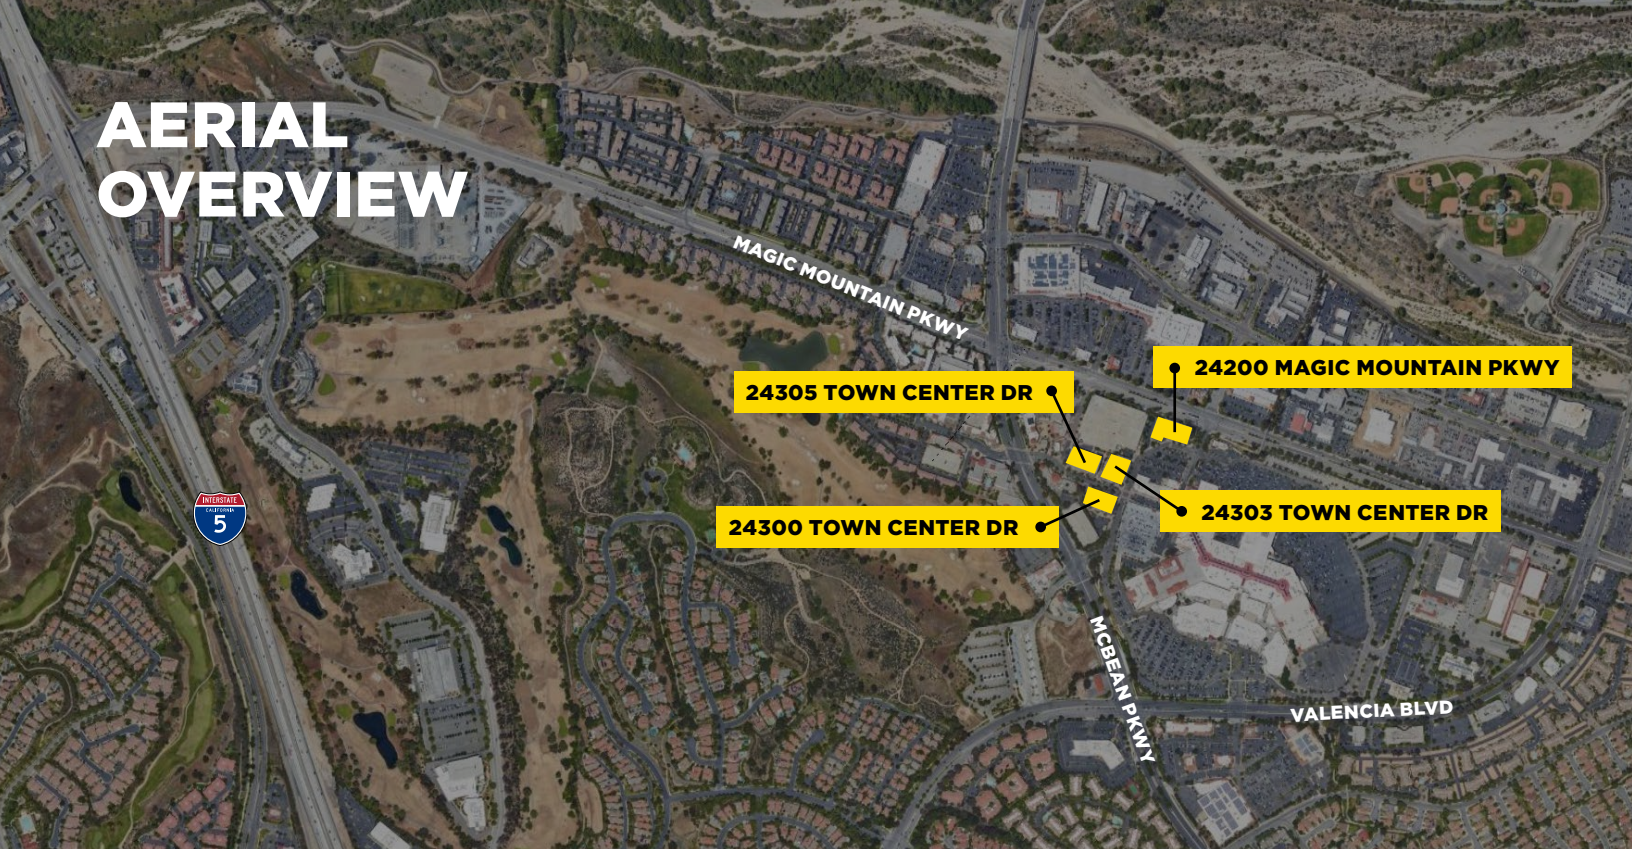 AERIAL
OVERVIEW
MAGIC MOUNTAIN PKWY
24200 MAGIC MOUNTAIN PKWY
24305 TOWN CENTER DR
24303 TOWN CENTER DR
24300 TOWN CENTER DR
INTERSTATE
CALIFORNIA
5
MCBEAN PKWY
VALENCIA BLVD